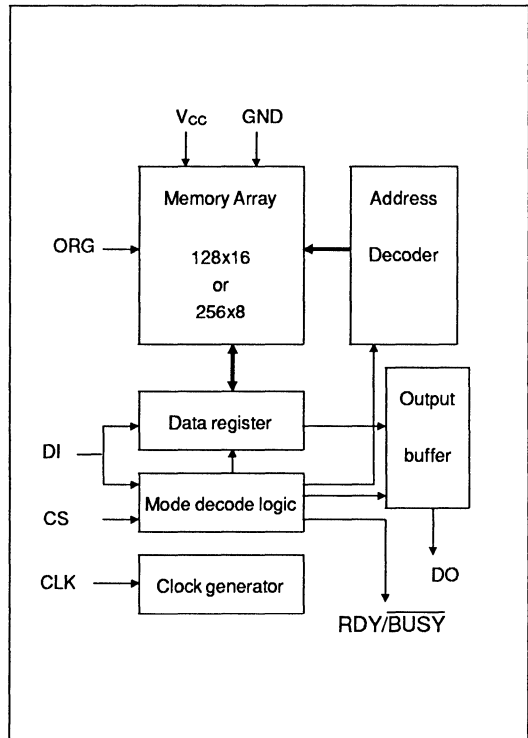 Vcc GND
Memory Array
Address
Decoder
ORG
128x16
or
256x8
Data register
Output
buffer
DI
Mode decode logic
CS
DO
CLK
Clock generator
RDY/BUSY